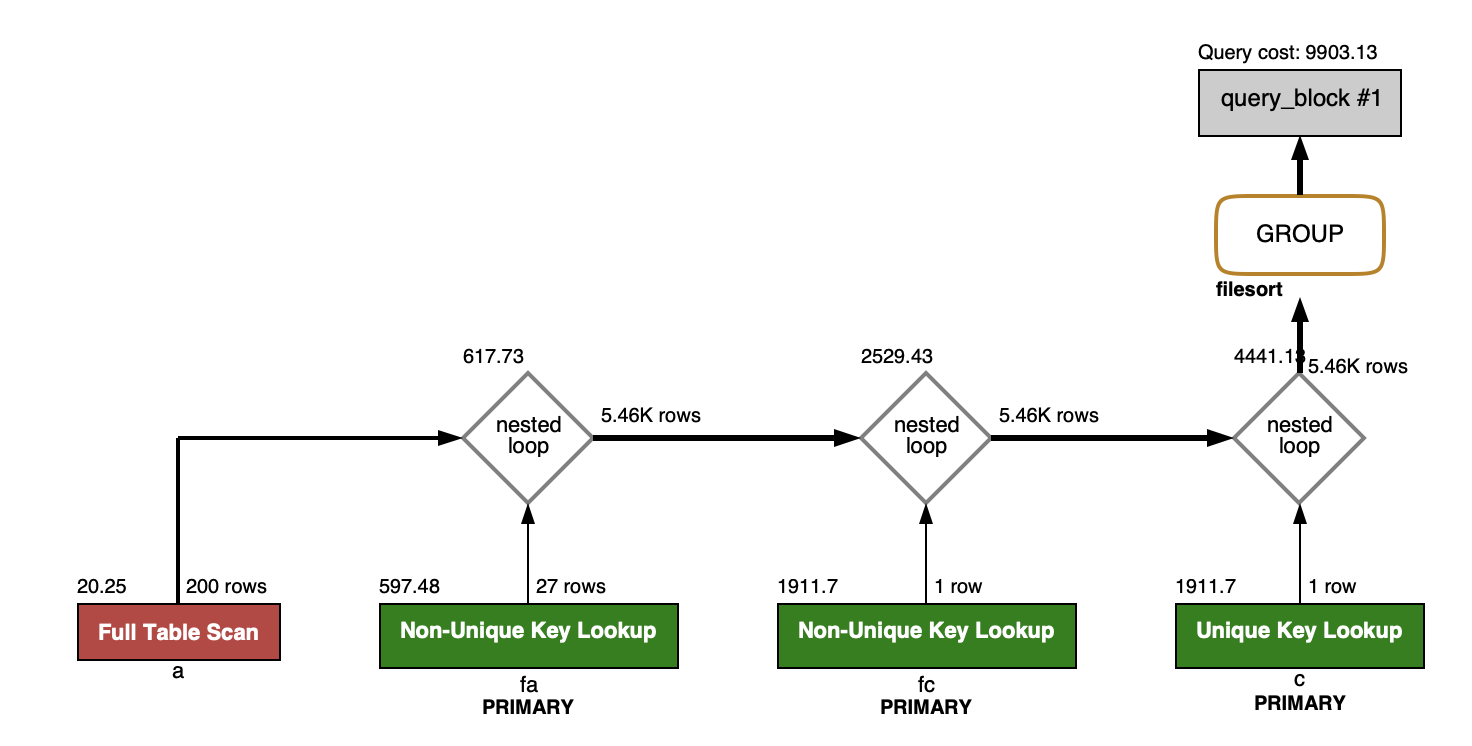 Query cost: 9903.13
query_block #1
GROUP
filesort
617.73
2529.43
4441.13
5.46K rows
nested
loop
5.46K rows
nested
loop
5.46K rows
nested
loop
20.25
200 rows
597.48
27 rows
1911.7
1 row
1911.7
1 row
Full Table Scan
Non-Unique Key Lookup
Non-Unique Key Lookup
Unique Key Lookup
a
fa
PRIMARY
fc
PRIMARY
c
PRIMARY